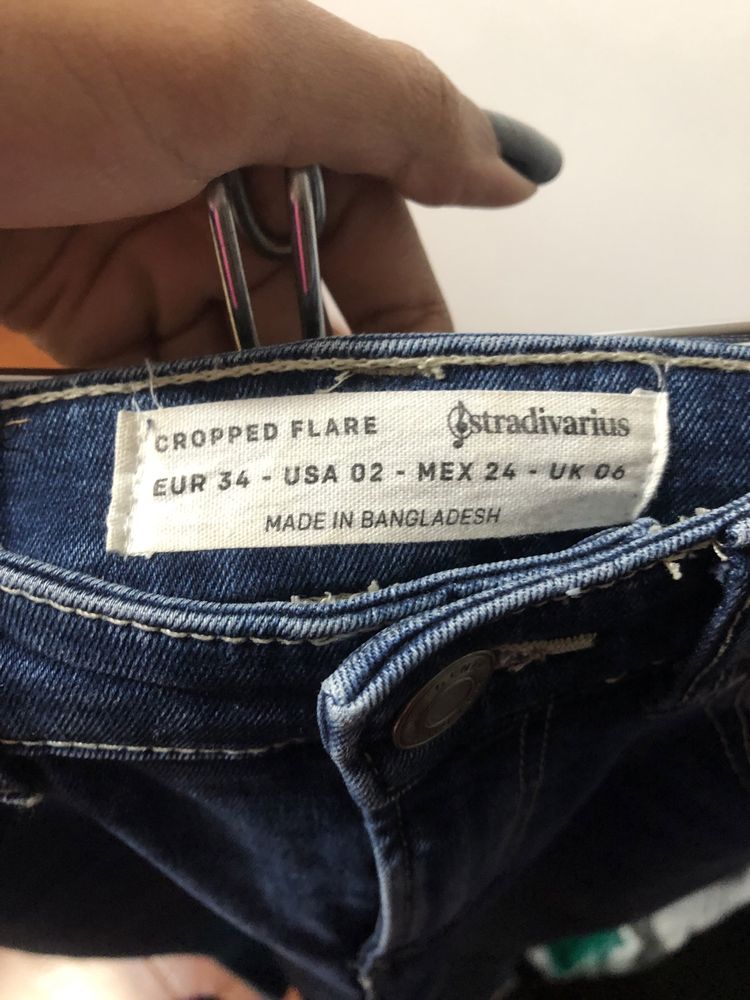 CROPPED FLARE stradivarius
EUR 34 - USA 02 - MEX 24 - UK 06
MADE IN BANGLADESH